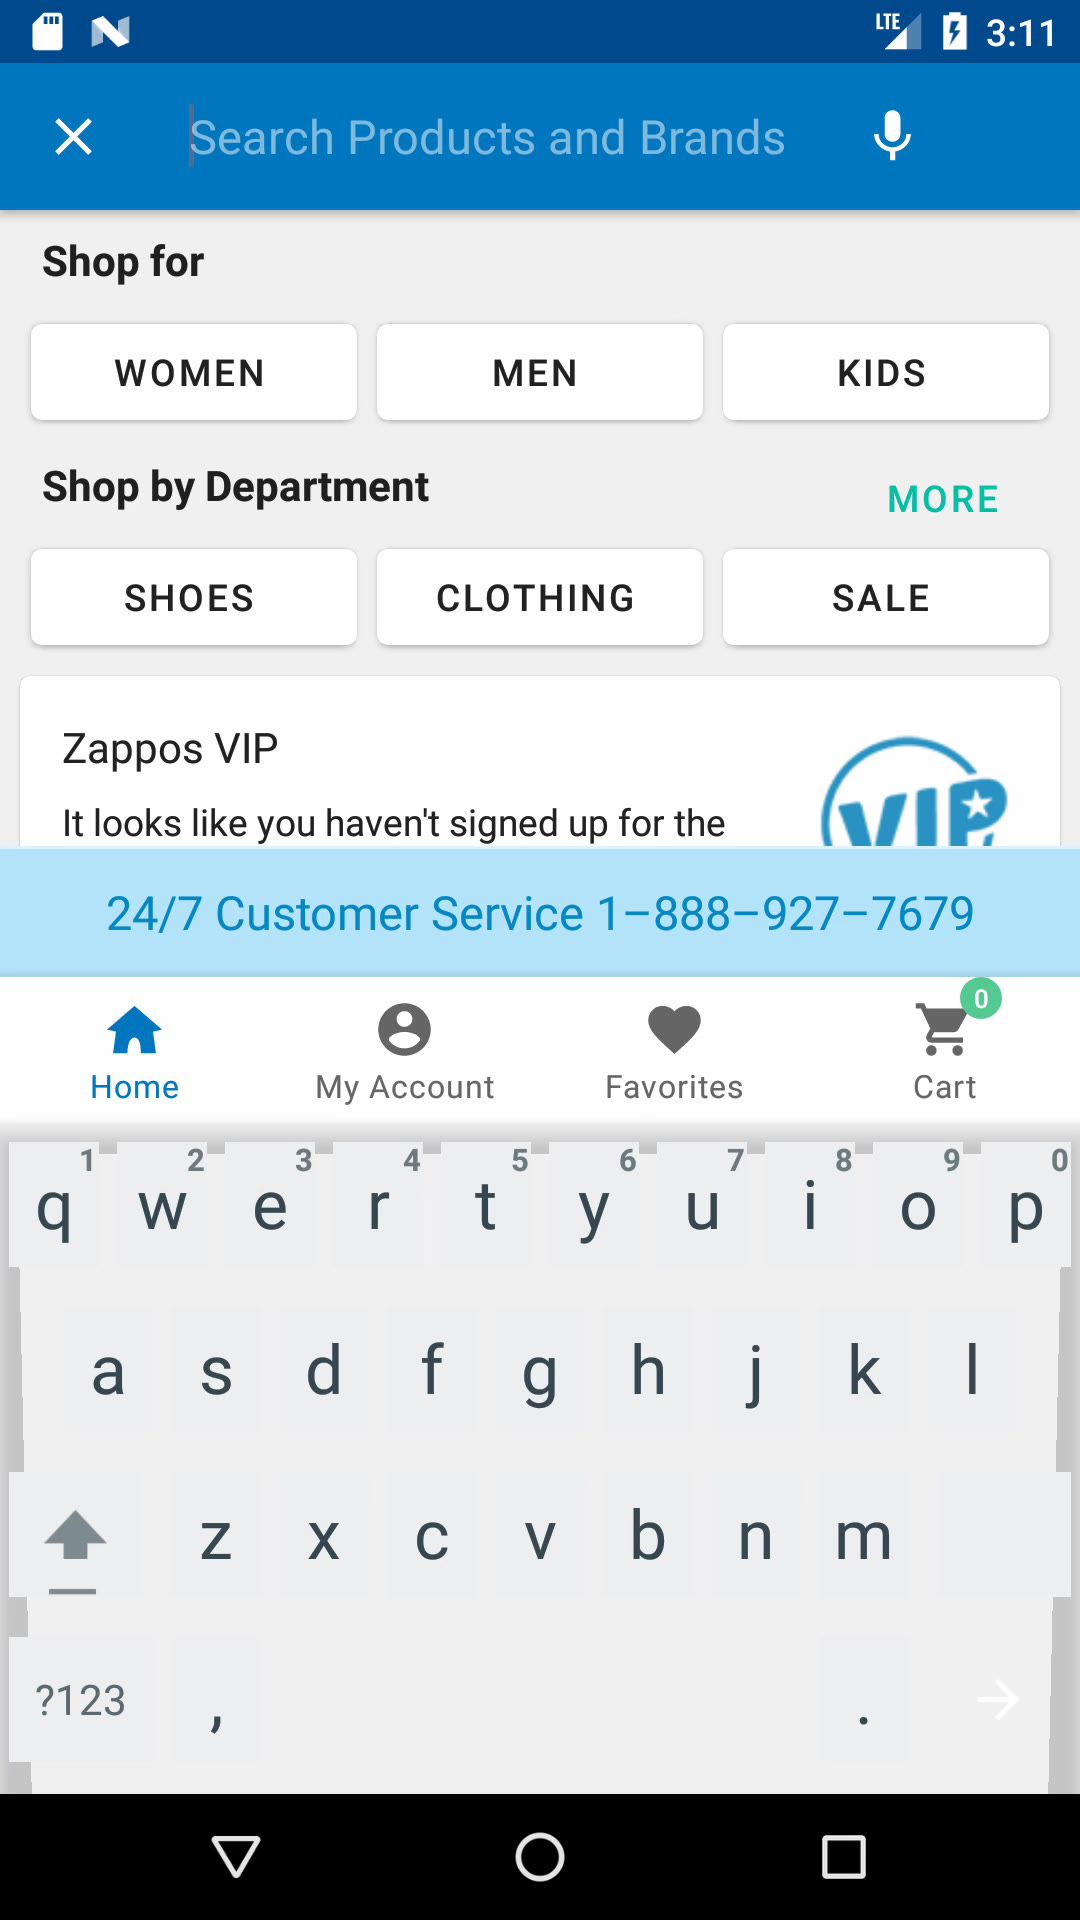 LTE 3:11
Search Products and Brands
Shop for
WOMEN MEN KIDS
Shop by Department MORE
SHOES CLOTHING SALE
Zappos VIP
It looks like you haven't signed up for the
VIP
24/7 Customer Service 1–888–927–7679
0
Home My Account Favorites Cart
1 2 3 4 5 6 7 8 9 0
q w e r t y u i o p
a s d f g h j k l
z x c v b n m
?123 , .